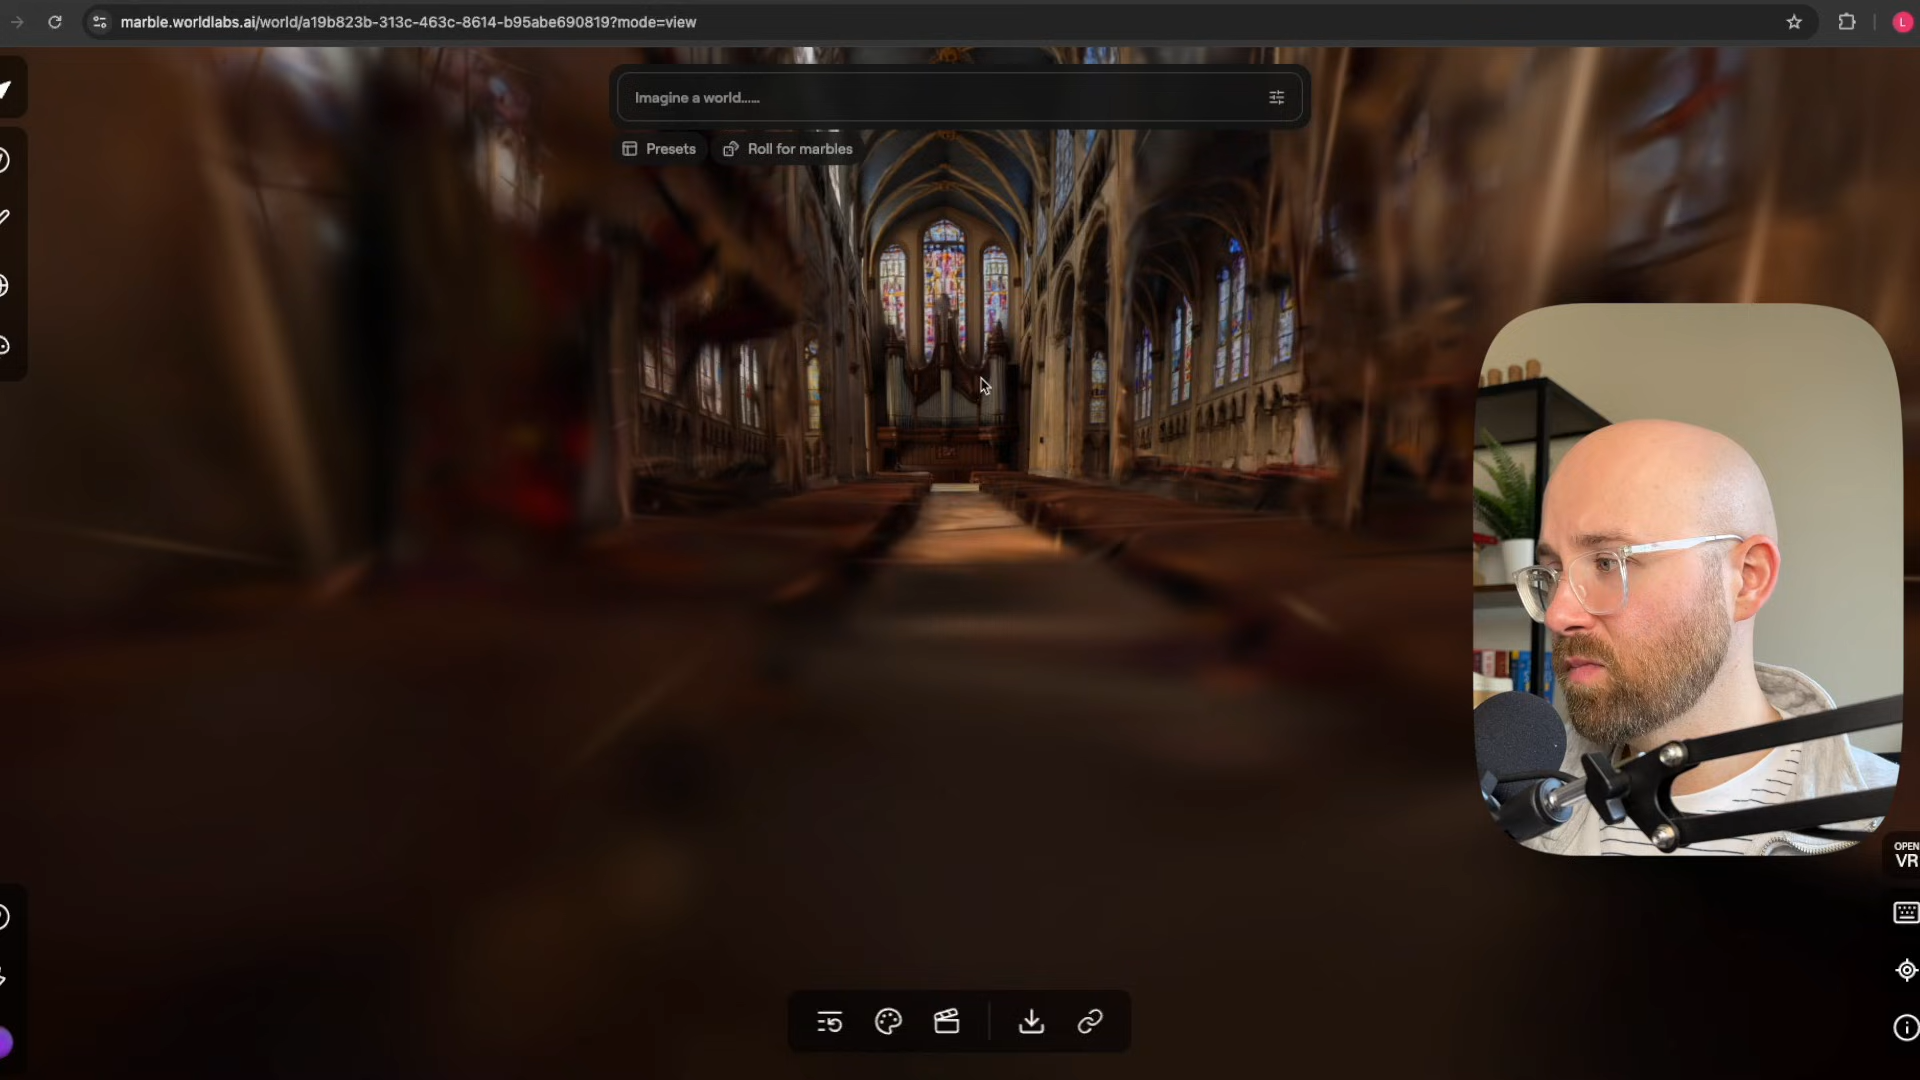 marble.worldlabs.ai/world/a19b823b-313c-463c-8614-b95abe690819?mode=view
L
Imagine a world......
Presets
Roll for marbles
OPEN
VR